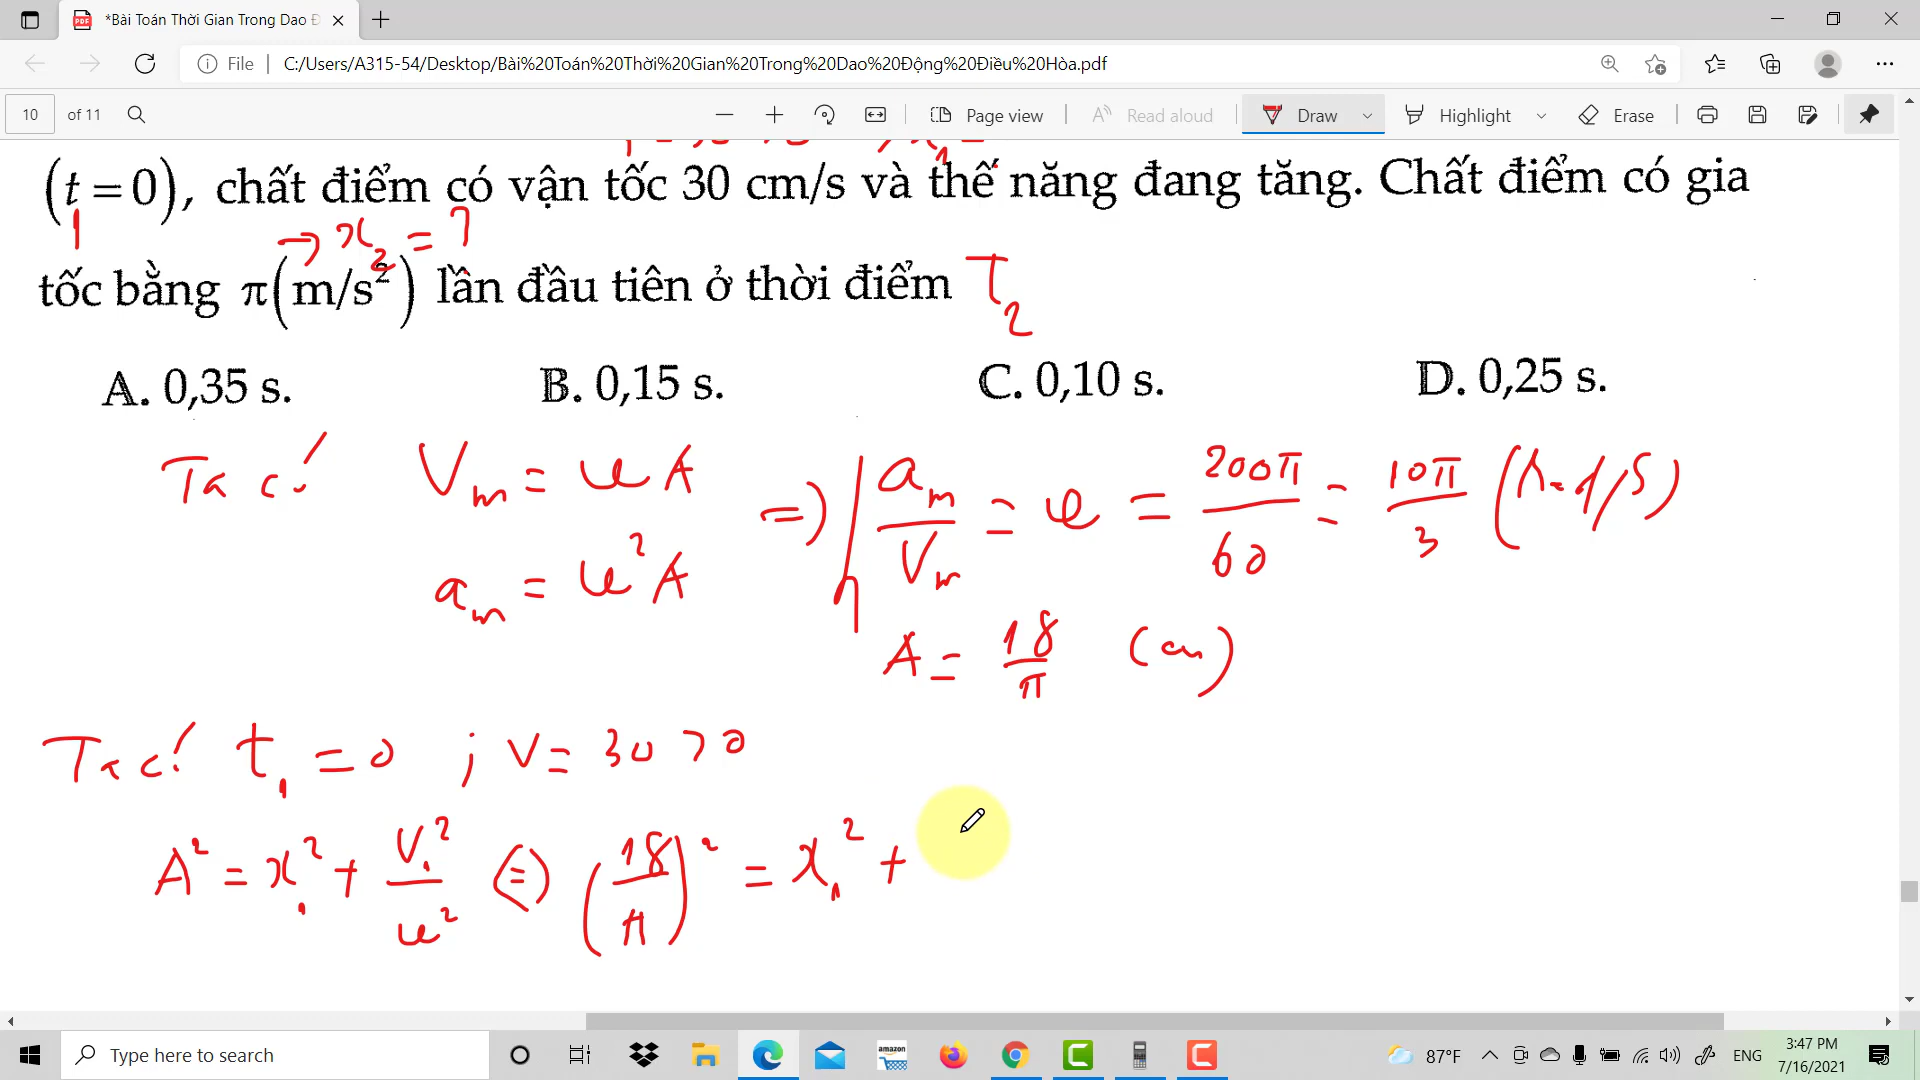 *Bài Toán Thời Gian Trong Dao Đ
File C:/Users/A315-54/Desktop/Bài%20Toán%20Thời%20Gian%20Trong%20Dao%20Động%20Điều%20Hòa.pdf
10 of 11 Page view Read aloud Draw Highlight Erase
(t = 0), chất điểm có vận tốc 30 cm/s và thế năng đang tăng. Chất điểm có gia
1 → x₂ = ?
tốc bằng π(m/s²) lần đầu tiên ở thời điểm T₂
A. 0,35 s. B. 0,15 s. C. 0,10 s. D. 0,25 s.
Ta c! Vm = ωA => am/Vm = ω = 200π/60 = 10π/3 (rad/s)
am = ω²A
A = 18/π (cm)
Ta c! t₁ = 0 ; V = 30 > 0
A² = x₁² + V₁²/ω² (=) (18/π)² = x₁² +
Type here to search amazon 87°F ENG 3:47 PM
7/16/2021